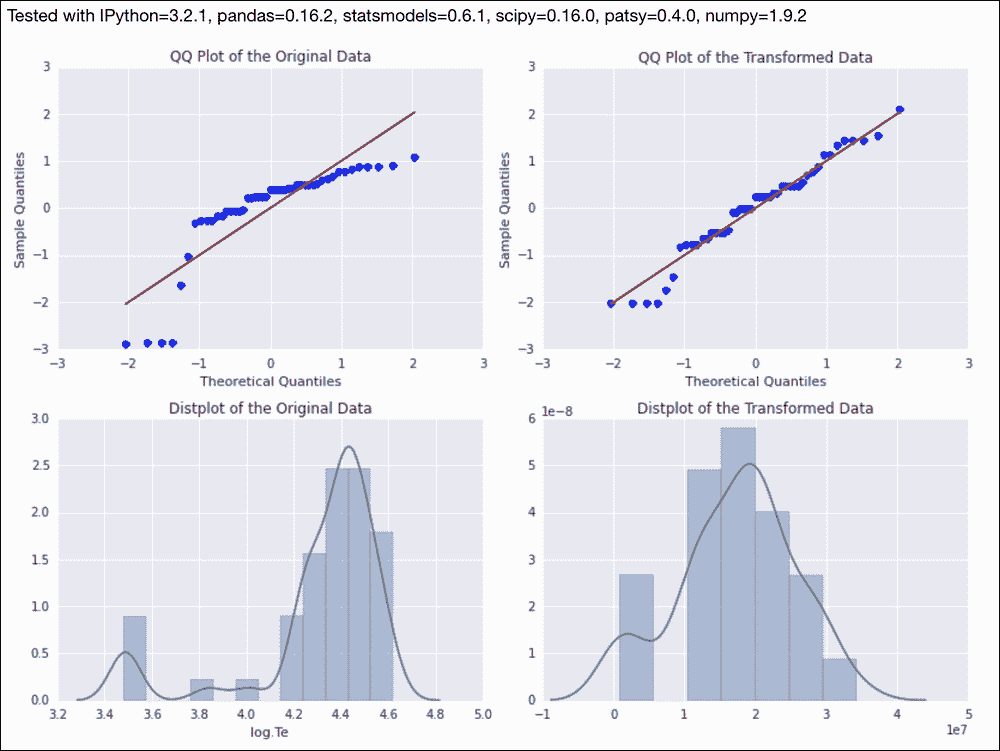 Tested with IPython=3.2.1, pandas=0.16.2, statsmodels=0.6.1, scipy=0.16.0, patsy=0.4.0, numpy=1.9.2
QQ Plot of the Original Data
3
2
1
0
−1
−2
−3
Sample Quantiles
−3 −2 −1 0 1 2 3
Theoretical Quantiles
QQ Plot of the Transformed Data
3
2
1
0
−1
−2
−3
Sample Quantiles
−3 −2 −1 0 1 2 3
Theoretical Quantiles
Distplot of the Original Data
3.0
2.5
2.0
1.5
1.0
0.5
0.0
3.2 3.4 3.6 3.8 4.0 4.2 4.4 4.6 4.8 5.0
log.Te
Distplot of the Transformed Data
1e−8
6
5
4
3
2
1
0
−1 0 1 2 3 4 5
1e7